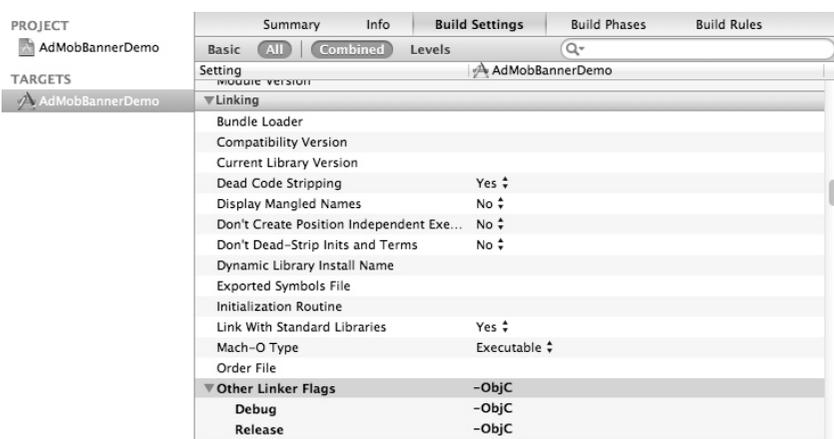 PROJECT
AdMobBannerDemo
TARGETS
AdMobBannerDemo
Summary Info Build Settings Build Phases Build Rules
Basic All Combined Levels
Setting AdMobBannerDemo
Module Version
Linking
Bundle Loader
Compatibility Version
Current Library Version
Dead Code Stripping Yes
Display Mangled Names No
Don't Create Position Independent Exe... No
Don't Dead-Strip Inits and Terms No
Dynamic Library Install Name
Exported Symbols File
Initialization Routine
Link With Standard Libraries Yes
Mach-O Type Executable
Order File
Other Linker Flags -ObjC
Debug -ObjC
Release -ObjC